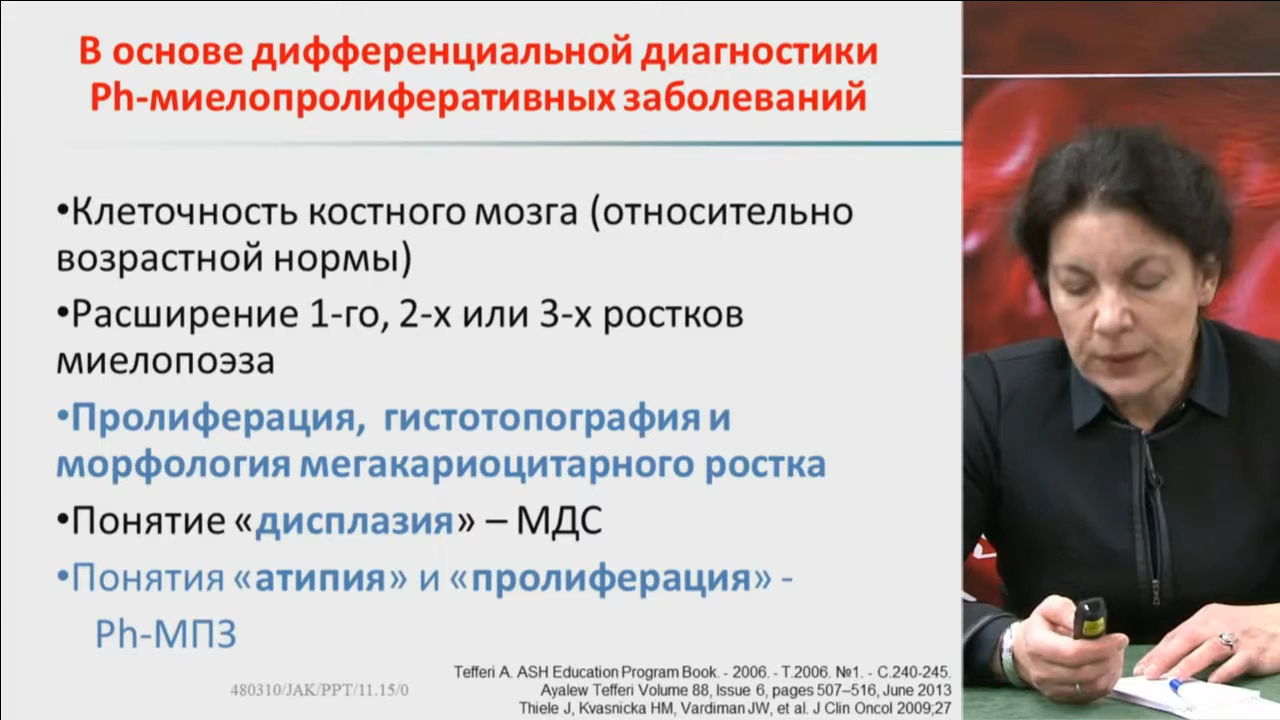 В основе дифференциальной диагностики
Ph-миелопролиферативных заболеваний
•Клеточность костного мозга (относительно
возрастной нормы)
•Расширение 1-го, 2-х или 3-х ростков
миелопоэза
•Пролиферация, гистотопография и
морфология мегакариоцитарного ростка
•Понятие «дисплазия» – МДС
•Понятия «атипия» и «пролиферация» -
Ph-МПЗ
Tefferi A. ASH Education Program Book. - 2006. - T.2006. №1. - C.240-245.
480310/JAK/PPT/11.15/0
Ayalew Tefferi Volume 88, Issue 6, pages 507–516, June 2013
Thiele J, Kvasnicka HM, Vardiman JW, et al. J Clin Oncol 2009;27